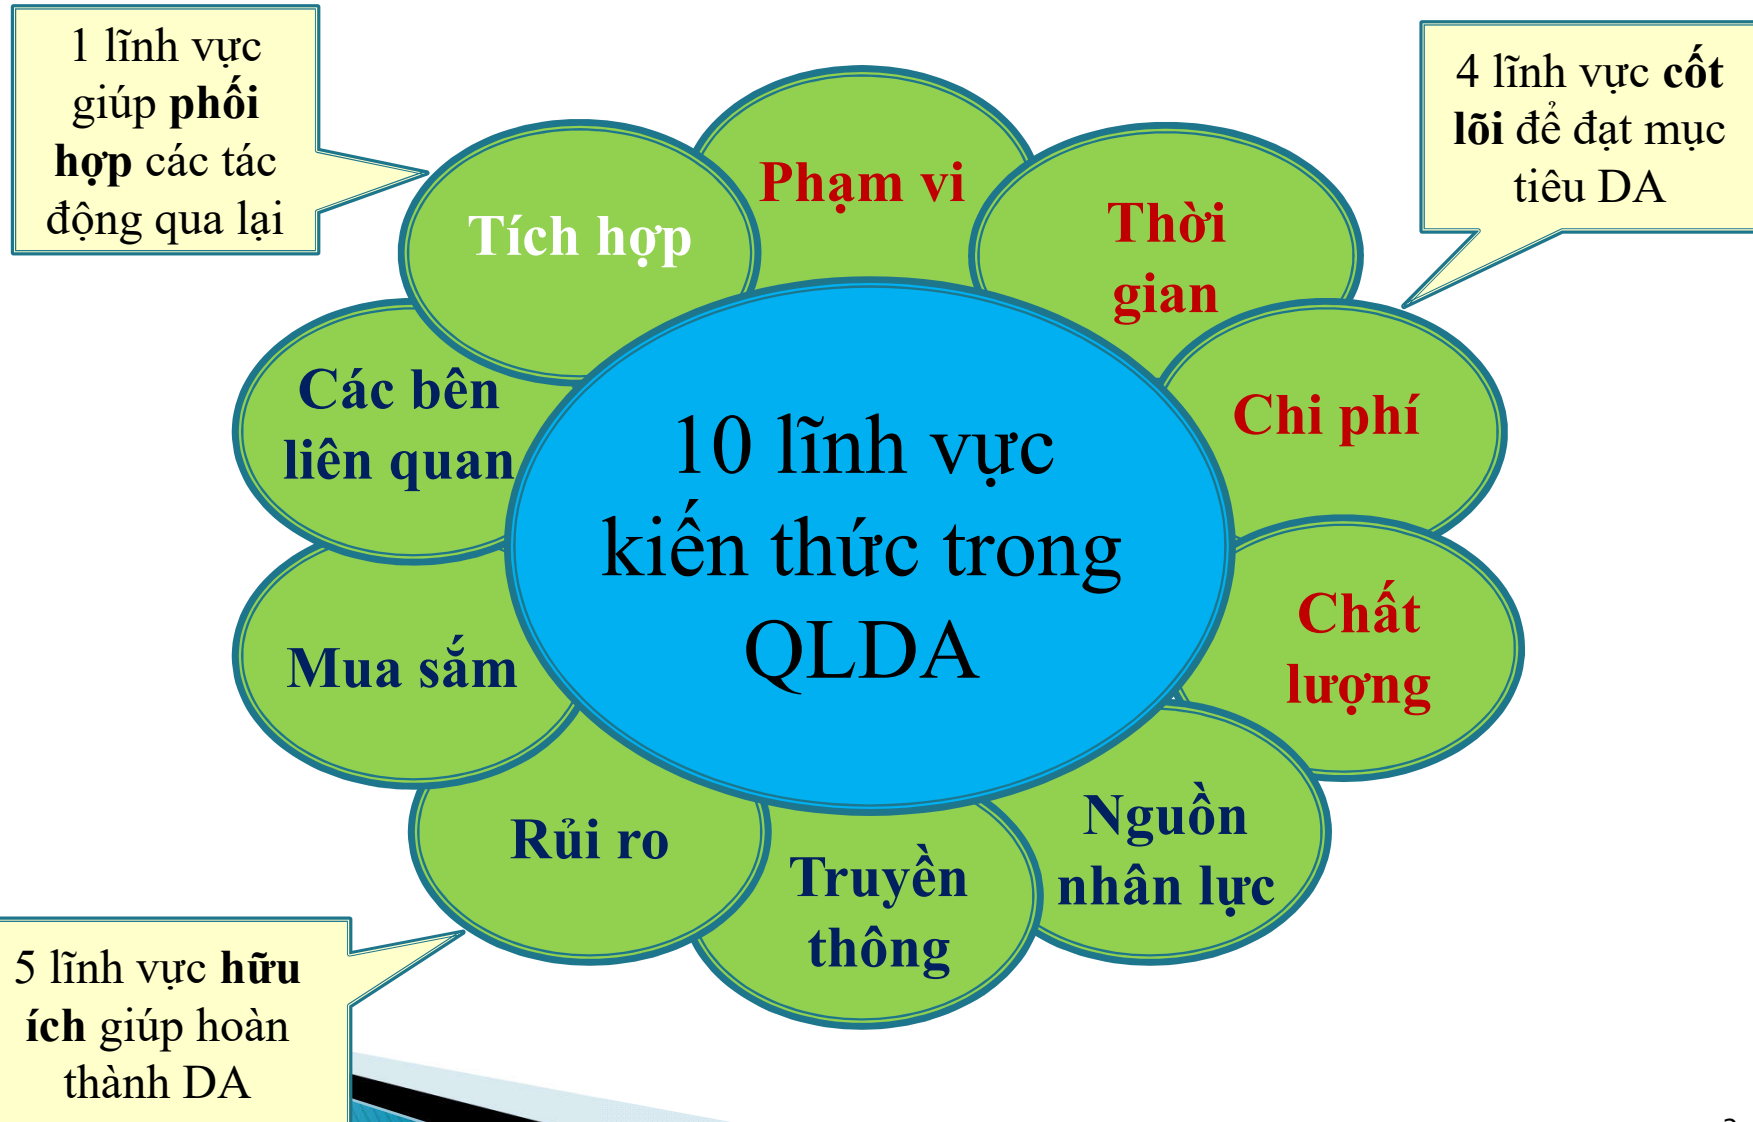 1 lĩnh vực
giúp phối
hợp các tác
động qua lại
4 lĩnh vực cốt
lõi để đạt mục
tiêu DA
Phạm vi
Tích hợp
Thời
gian
Các bên
liên quan
Chi phí
10 lĩnh vực
kiến thức trong
QLDA
Chất
lượng
Mua sắm
Nguồn
nhân lực
Rủi ro
Truyền
thông
5 lĩnh vực hữu
ích giúp hoàn
thành DA